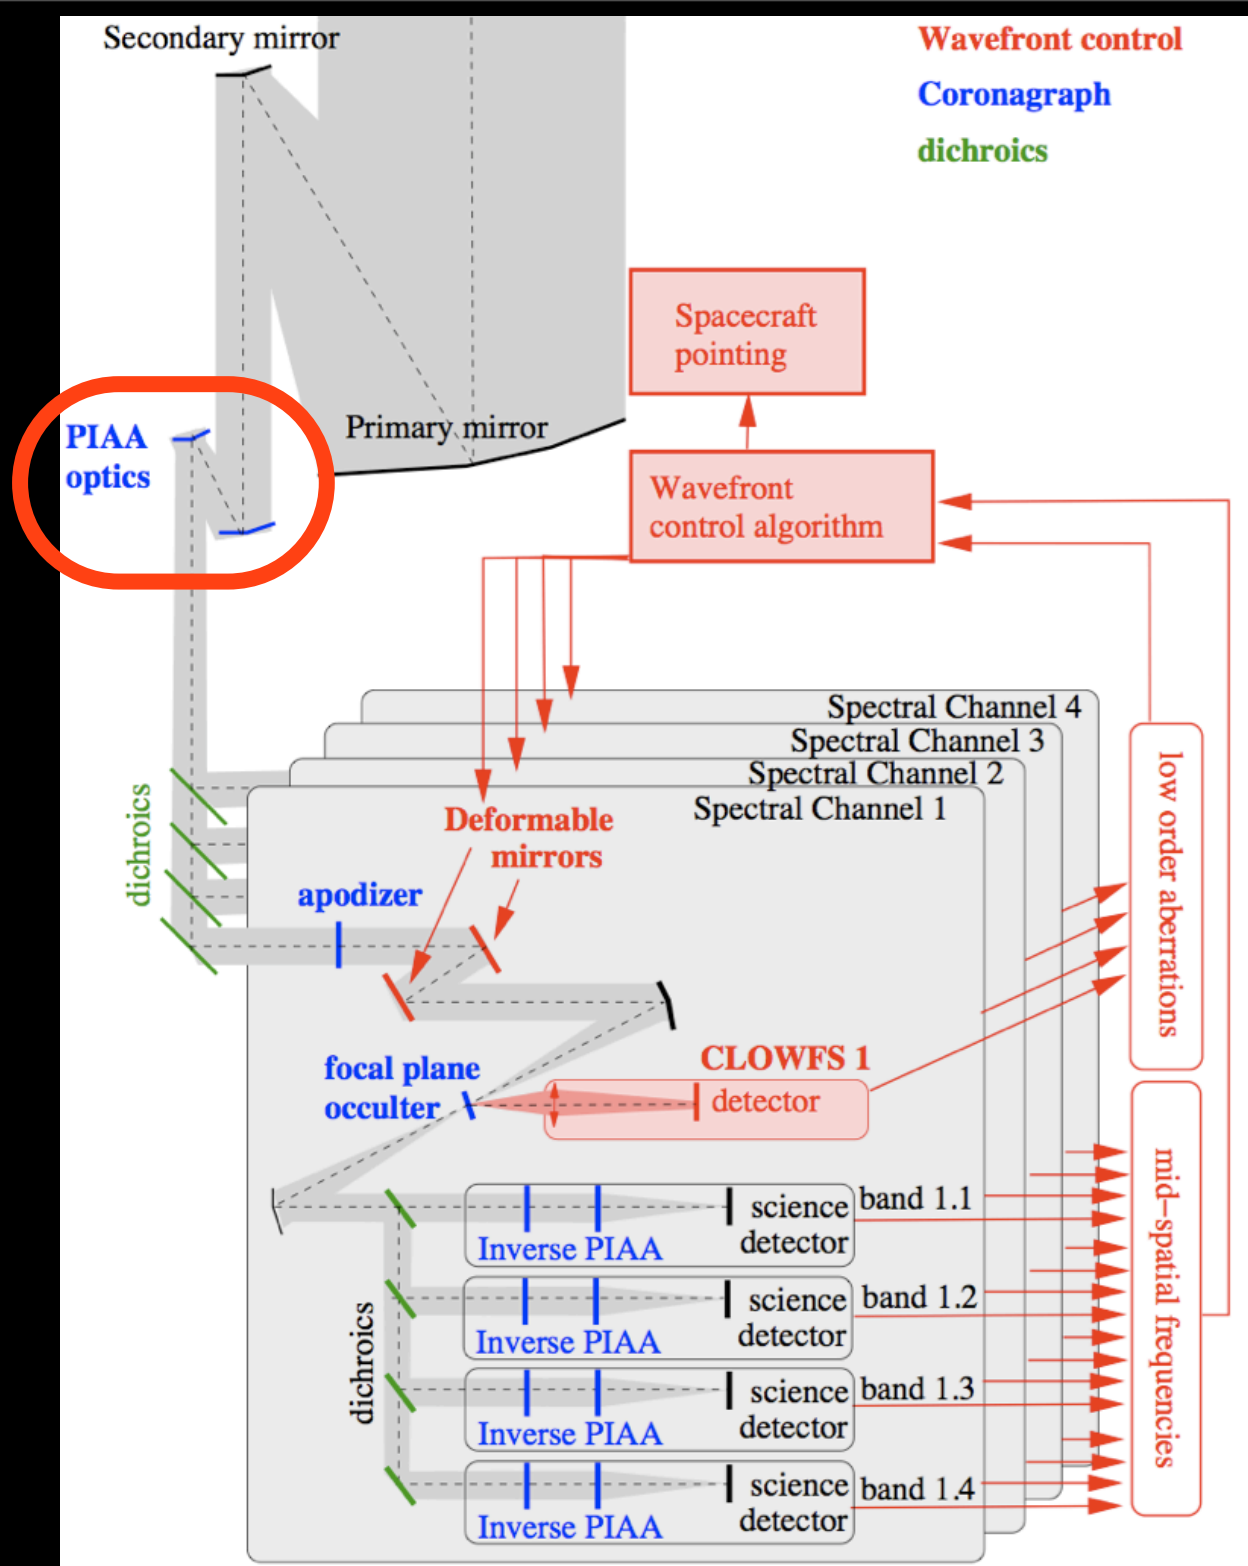 Secondary mirror
Wavefront control
Coronagraph
dichroics
Spacecraft
pointing
PIAA
optics
Primary mirror
Wavefront
control algorithm
Spectral Channel 4
Spectral Channel 3
Spectral Channel 2
Spectral Channel 1
low order aberrations
dichroics
Deformable
mirrors
apodizer
CLOWFS 1
detector
focal plane
occulter
mid-spatial frequencies
dichroics
science
detector
band 1.1
Inverse PIAA
science
detector
band 1.2
Inverse PIAA
science
detector
band 1.3
Inverse PIAA
science
detector
band 1.4
Inverse PIAA